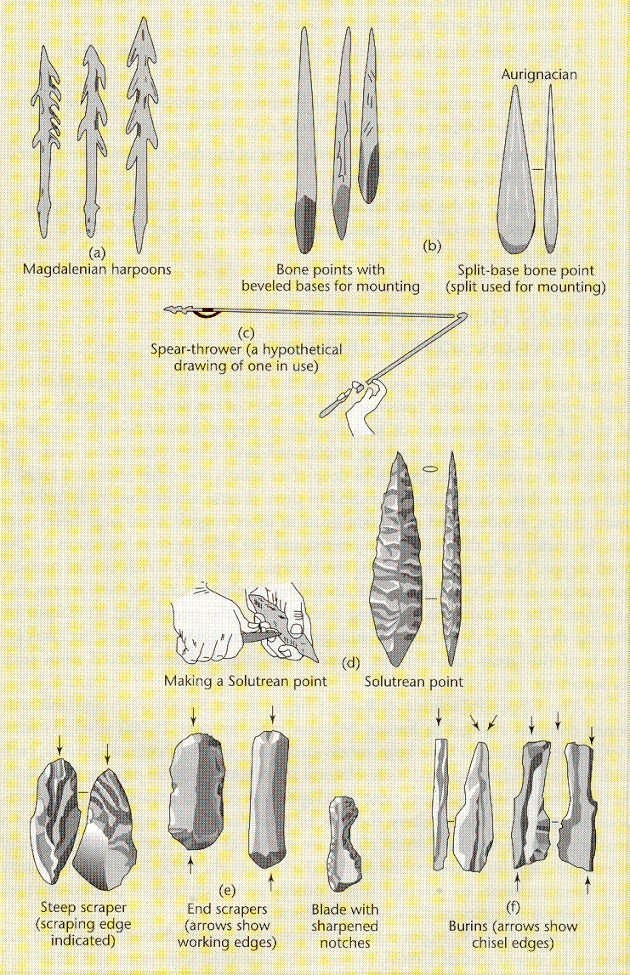 Aurignacian
(a)
Magdalenian harpoons
(b)
Bone points with
beveled bases for mounting
Split-base bone point
(split used for mounting)
(c)
Spear-thrower (a hypothetical
drawing of one in use)
(d)
Making a Solutrean point
Solutrean point
(e)
Steep scraper
(scraping edge
indicated)
End scrapers
(arrows show
working edges)
Blade with
sharpened
notches
(f)
Burins (arrows show
chisel edges)